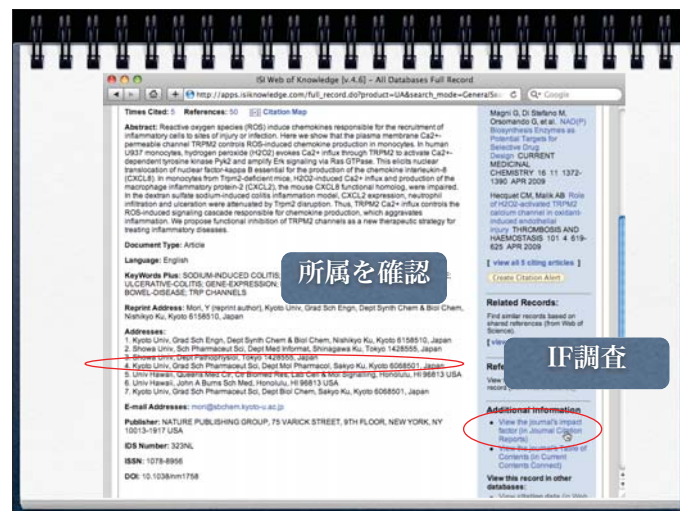 ISI Web of Knowledge [v.4.6] – All Databases Full Record
http://apps.isiknowledge.com/full_record.do?product=UA&search_mode=GeneralSe
Google
Times Cited: 5 References: 50 Citation Map
Abstract: Reactive oxygen species (ROS) induce chemokines responsible for the recruitment of
inflammatory cells to sites of injury or infection. Here we show that the plasma membrane Ca2+-
permeable channel TRPM2 controls ROS-induced chemokine production in monocytes. In human
U937 monocytes, hydrogen peroxide (H2O2) evokes Ca2+ influx through TRPM2 to activate Ca2+-
dependent tyrosine kinase Pyk2 and amplify Erk signaling via Ras GTPase. This elicits nuclear
translocation of nuclear factor-kappa B essential for the production of the chemokine interleukin-8
(CXCL8). In monocytes from Trpm2-deficient mice, H2O2-induced Ca2+ influx and production of the
macrophage inflammatory protein-2 (CXCL2), the mouse CXCL8 functional homolog, were impaired.
In the dextran sulfate sodium-induced colitis inflammation model, CXCL2 expression, neutrophil
infiltration and ulceration were attenuated by Trpm2 disruption. Thus, TRPM2 Ca2+ influx controls the
ROS-induced signaling cascade responsible for chemokine production, which aggravates
inflammation. We propose functional inhibition of TRPM2 channels as a new therapeutic strategy for
treating inflammatory diseases.
Document Type: Article
Language: English
KeyWords Plus: SODIUM-INDUCED COLITIS;
ULCERATIVE-COLITIS; GENE-EXPRESSION;
BOWEL-DISEASE; TRP CHANNELS
所属を確認
Reprint Address: Mori, Y (reprint author), Kyoto Univ, Grad Sch Engn, Dept Synth Chem & Biol Chem,
Nishikyo Ku, Kyoto 6158510, Japan
Addresses:
1. Kyoto Univ, Grad Sch Engn, Dept Synth Chem & Biol Chem, Nishikyo Ku, Kyoto 6158510, Japan
2. Showa Univ, Sch Pharmaceut Sci, Dept Med Informat, Shinagawa Ku, Tokyo 1428555, Japan
3. Showa Univ, Dept Pathophysiol, Tokyo 1428555, Japan
4. Kyoto Univ, Grad Sch Pharmaceut Sci, Dept Mol Pharmacol, Sakyo Ku, Kyoto 6068501, Japan
5. Univ Hawaii, Queens Med Ctr, Ctr Biomed Res, Lab Cell & Mol Signalling, Honolulu, HI 96813 USA
6. Univ Hawaii, John A Burns Sch Med, Honolulu, HI 96813 USA
7. Kyoto Univ, Grad Sch Pharmaceut Sci, Dept Biol Chem, Sakyo Ku, Kyoto 6068501, Japan
E-mail Addresses: mori@sbchem.kyoto-u.ac.jp
Publisher: NATURE PUBLISHING GROUP, 75 VARICK STREET, 9TH FLOOR, NEW YORK, NY
10013-1917 USA
IDS Number: 323NL
ISSN: 1078-8956
DOI: 10.1038/nm1758
Magni G, Di Stefano M,
Orsomando G, et al. NAD(P)
Biosynthesis Enzymes as
Potential Targets for
Selective Drug
Design CURRENT
MEDICINAL
CHEMISTRY 16 11 1372-
1390 APR 2009
Hecquet CM, Malik AB Role
of H2O2-activated TRPM2
calcium channel in oxidant-
induced endothelial
injury THROMBOSIS AND
HAEMOSTASIS 101 4 619-
625 APR 2009
[ view all 5 citing articles ]
Create Citation Alert
Related Records:
Find similar records based on
shared references (from Web of
Science).
IF調査
Additional Information
View the journal's impact
factor (in Journal Citation
Reports)
View the journal's Table of
Contents (in Current
Contents Connect)
View this record in other
databases: